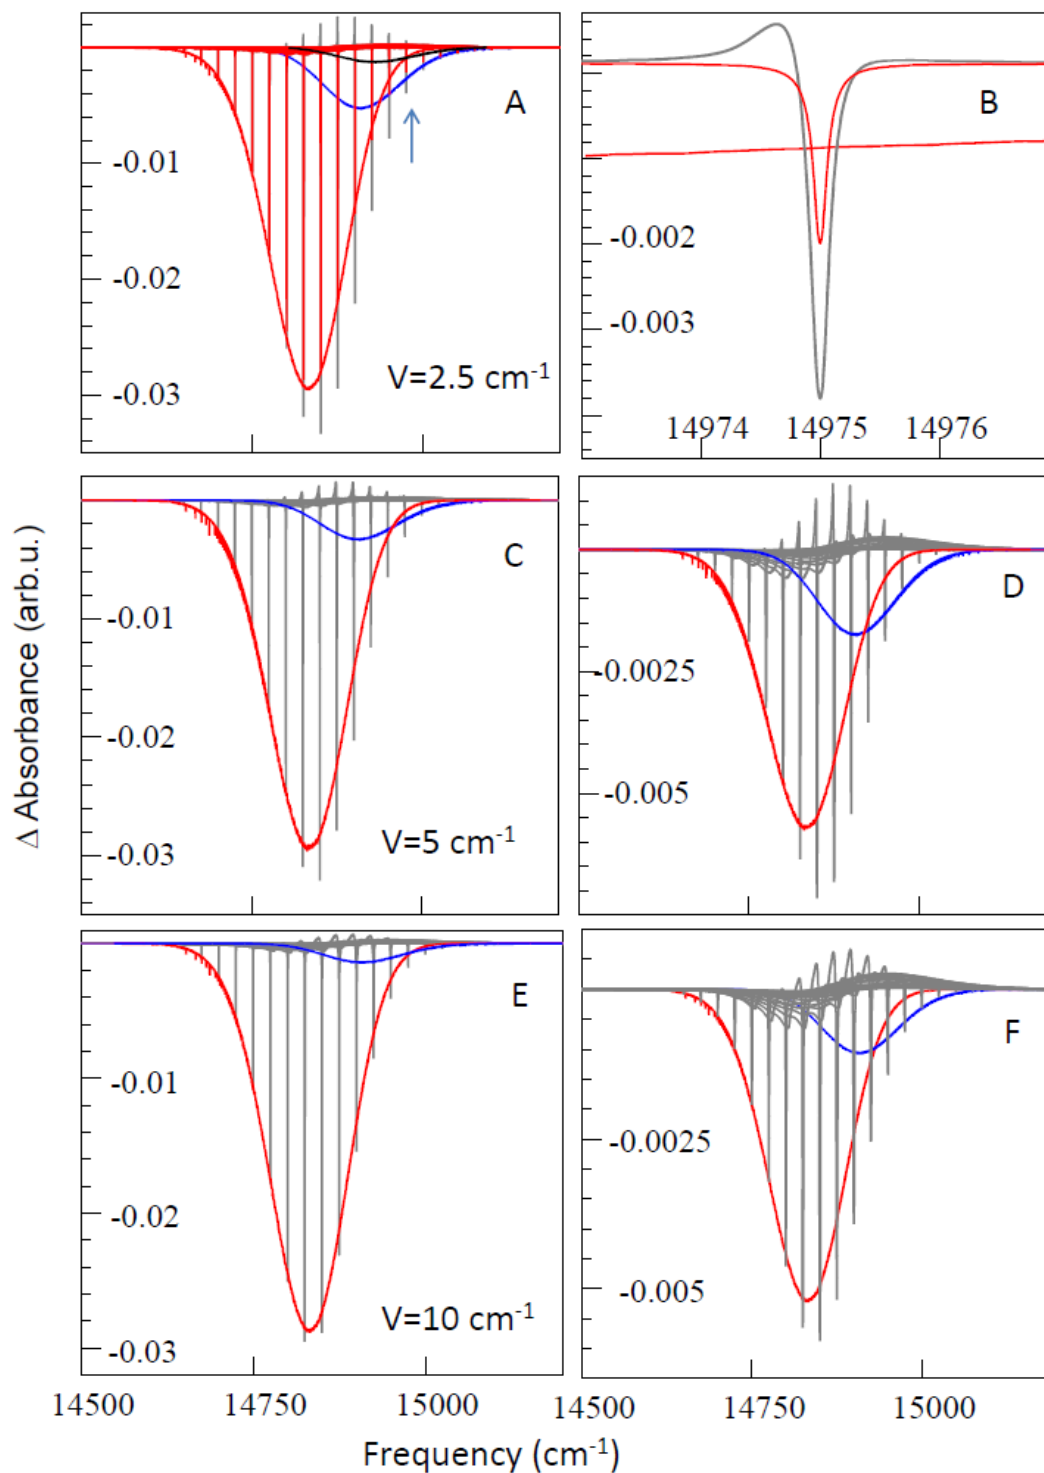 A
-0.01
-0.02
-0.03
V=2.5 cm-1
B
-0.002
-0.003
14974
14975
14976
C
-0.01
-0.02
-0.03
V=5 cm-1
D
-0.0025
-0.005
E
-0.01
-0.02
-0.03
V=10 cm-1
F
-0.0025
-0.005
Δ Absorbance (arb.u.)
14500
14750
15000
14500
14750
15000
Frequency (cm-1)